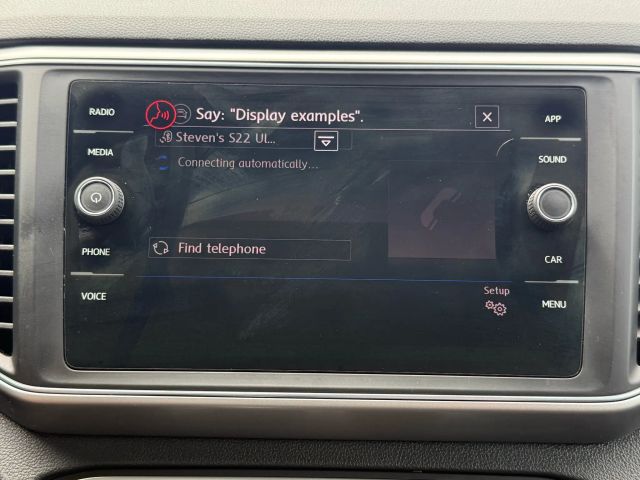 RADIO
Say: "Display examples".
APP
MEDIA
Steven's S22 Ul...
SOUND
Connecting automatically...
PHONE
Find telephone
CAR
VOICE
Setup
MENU